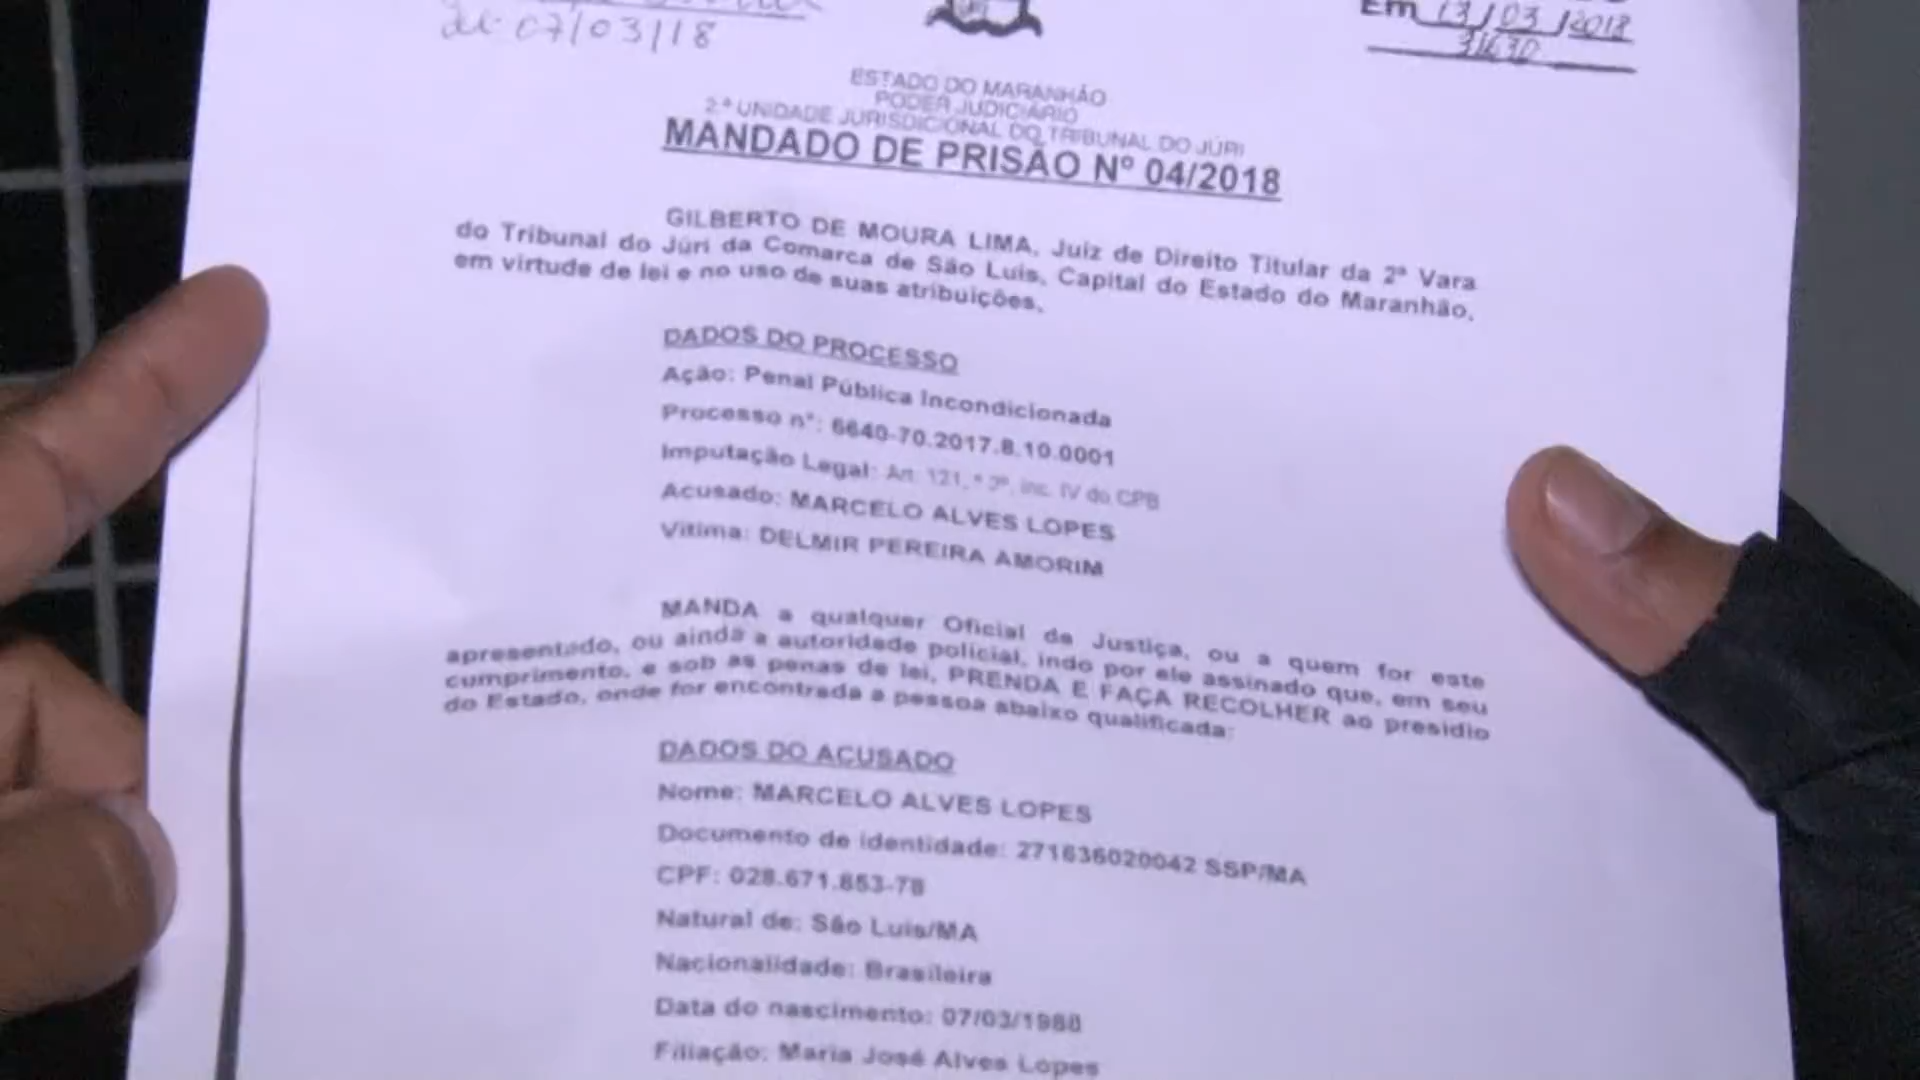 de 07/03/18
Em 13/03/2018
ESTADO DO MARANHÃO
PODER JUDICIÁRIO
2.ª UNIDADE JURISDICIONAL DO TRIBUNAL DO JÚRI
MANDADO DE PRISÃO Nº 04/2018
GILBERTO DE MOURA LIMA, Juiz de Direito Titular da 2ª Vara
do Tribunal do Júri da Comarca de São Luis, Capital do Estado do Maranhão,
em virtude de lei e no uso de suas atribuições,
DADOS DO PROCESSO
Ação: Penal Pública Incondicionada
Processo n°: 6640-70.2017.8.10.0001
Imputação Legal: Art. 121, inc. IV do CPB
Acusado: MARCELO ALVES LOPES
Vítima: DELMIR PEREIRA AMORIM
MANDA a qualquer Oficial de Justiça, ou a quem for este
apresentado, ou ainda a autoridade policial, indo por ele assinado que, em seu
cumprimento, e sob as penas de lei, PRENDA E FAÇA RECOLHER ao presídio
do Estado, onde for encontrada a pessoa abaixo qualificada:
DADOS DO ACUSADO
Nome: MARCELO ALVES LOPES
Documento de identidade: 271636020042 SSP/MA
CPF: 028.671.853-78
Natural de: São Luis/MA
Nacionalidade: Brasileira
Data do nascimento: 07/03/1988
Filiação: Maria José Alves Lopes